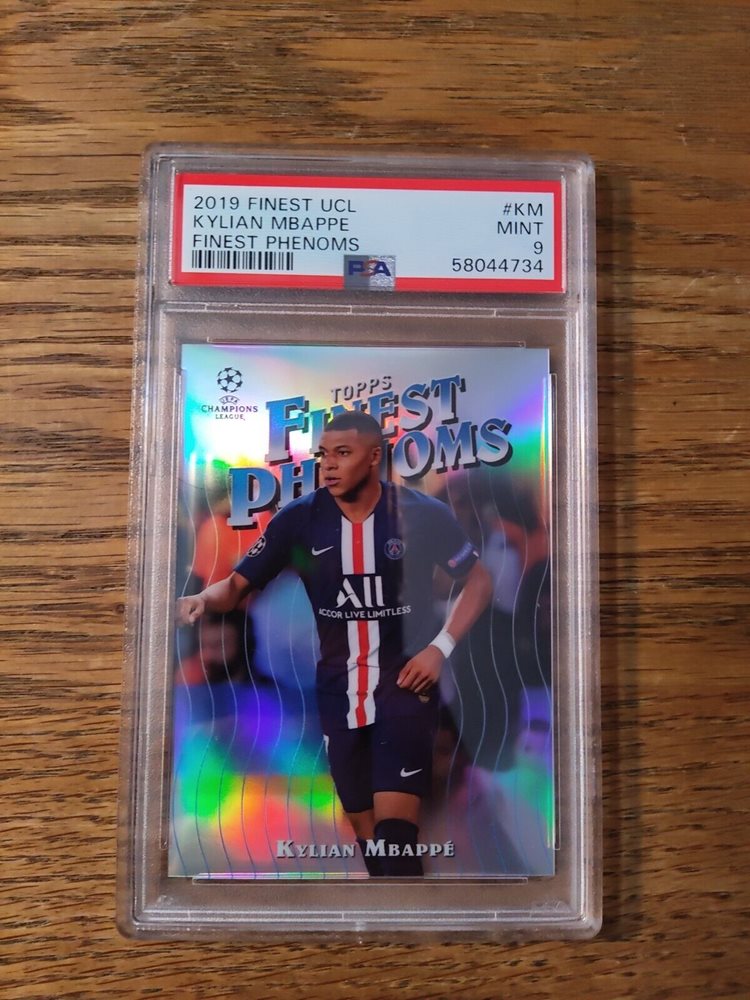 2019 FINEST UCL
#KM
KYLIAN MBAPPE
MINT
FINEST PHENOMS
9
PSA
58044734
UEFA
CHAMPIONS
LEAGUE
TOPPS
FINEST
PHENOMS
ALL
ACCOR LIVE LIMITLESS
KYLIAN MBAPPÉ